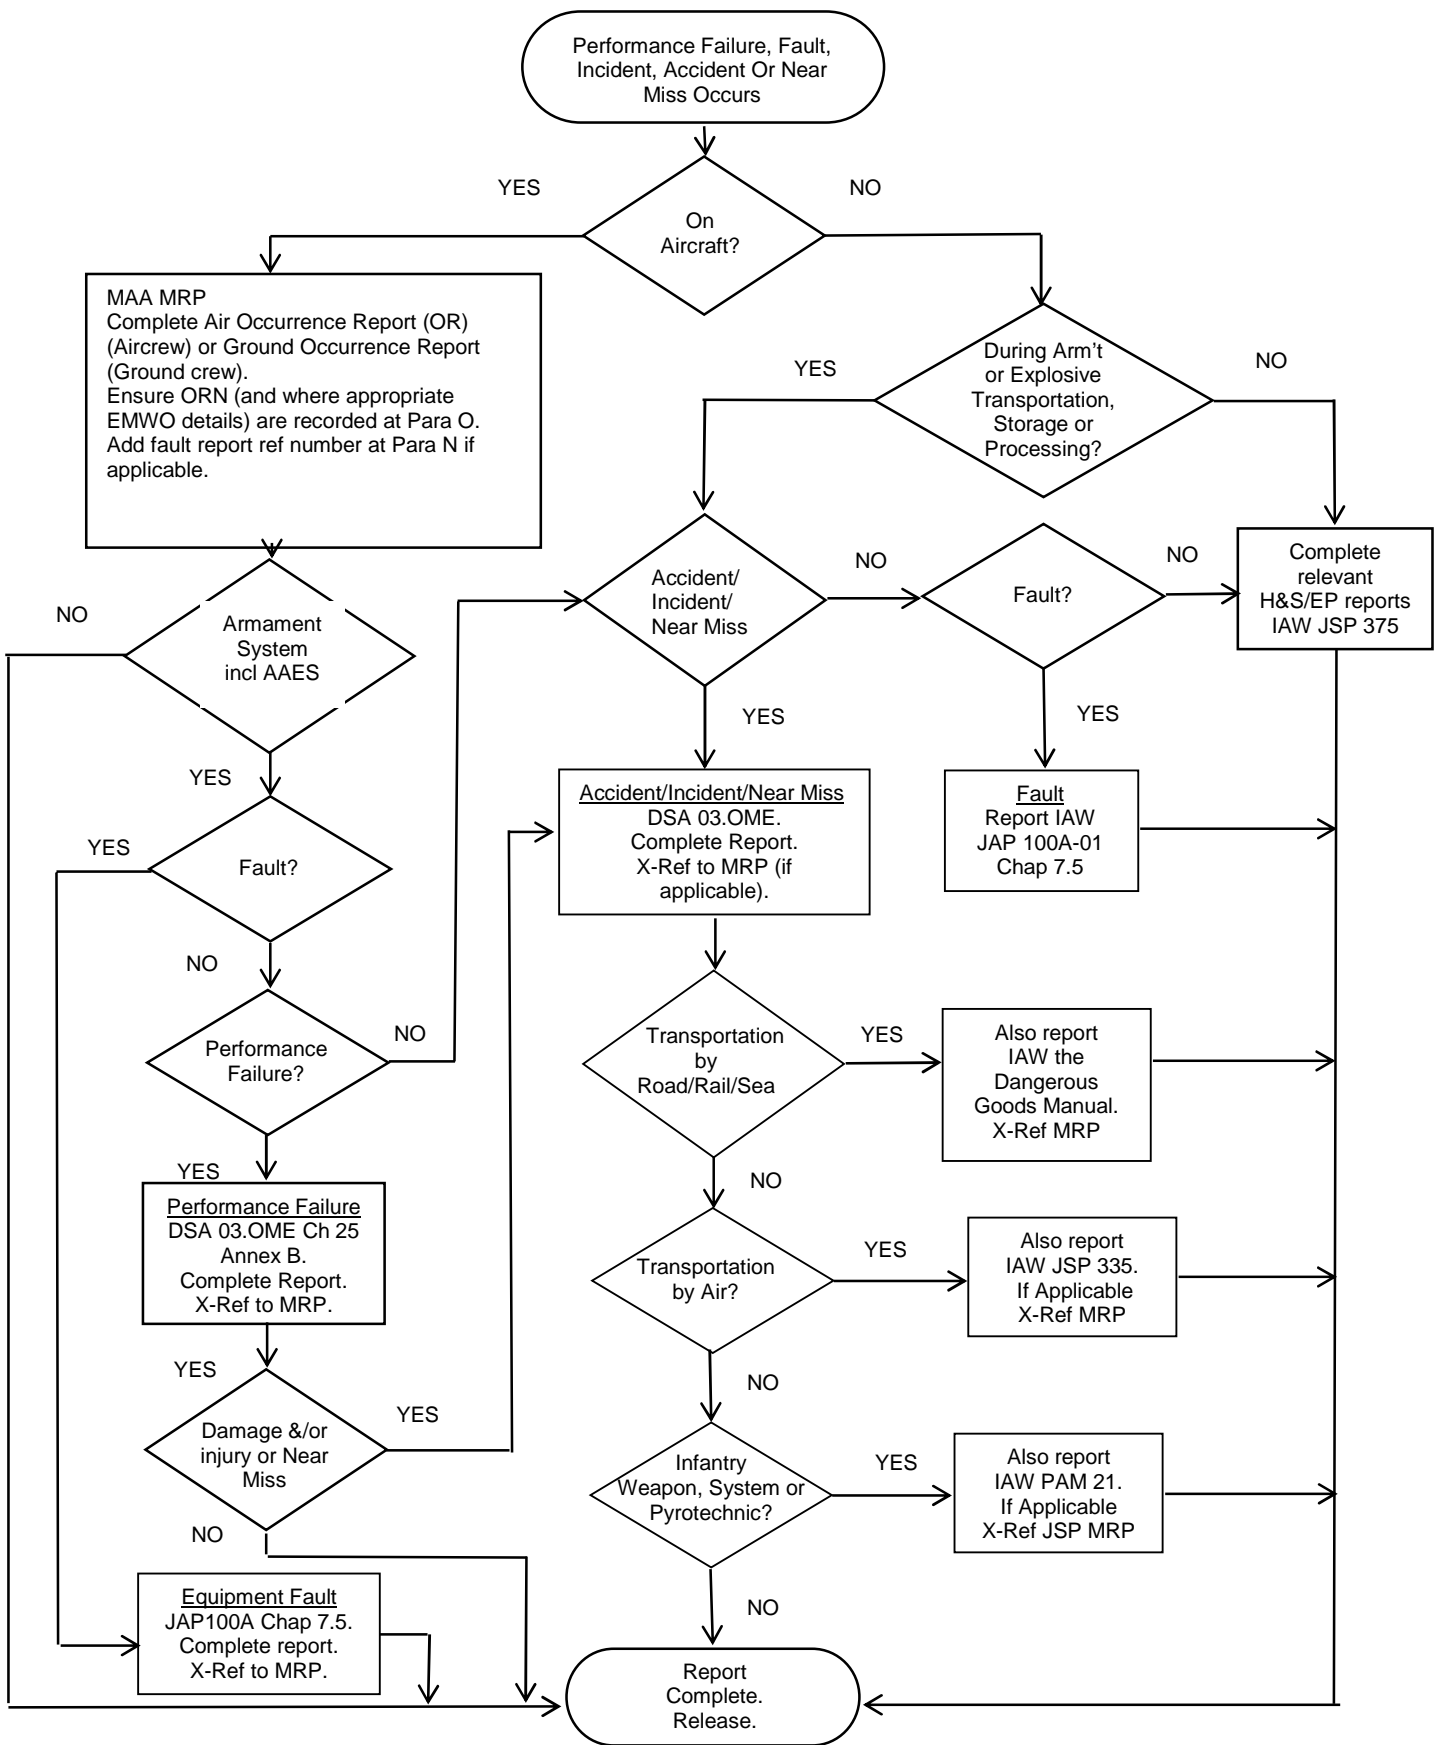 Performance Failure, Fault,
Incident, Accident Or Near
Miss Occurs
YES
NO
On
Aircraft?
MAA MRP
Complete Air Occurrence Report (OR)
(Aircrew) or Ground Occurrence Report
(Ground crew).
Ensure ORN (and where appropriate
EMWO details) are recorded at Para O.
Add fault report ref number at Para N if
applicable.
YES
During Arm't
or Explosive
Transportation,
Storage or
Processing?
NO
NO
Armament
System
incl AAES
Accident/
Incident/
Near Miss
NO
Fault?
NO
Complete
relevant
H&S/EP reports
IAW JSP 375
YES
YES
YES
YES
Fault?
Accident/Incident/Near Miss
DSA 03.OME.
Complete Report.
X-Ref to MRP (if
applicable).
Fault
Report IAW
JAP 100A-01
Chap 7.5
NO
Performance
Failure?
NO
Transportation
by
Road/Rail/Sea
YES
Also report
IAW the
Dangerous
Goods Manual.
X-Ref MRP
YES
NO
Performance Failure
DSA 03.OME Ch 25
Annex B.
Complete Report.
X-Ref to MRP.
Transportation
by Air?
YES
Also report
IAW JSP 335.
If Applicable
X-Ref MRP
YES
NO
Damage &/or
injury or Near
Miss
YES
Infantry
Weapon, System or
Pyrotechnic?
YES
Also report
IAW PAM 21.
If Applicable
X-Ref JSP MRP
NO
NO
Equipment Fault
JAP100A Chap 7.5.
Complete report.
X-Ref to MRP.
Report
Complete.
Release.